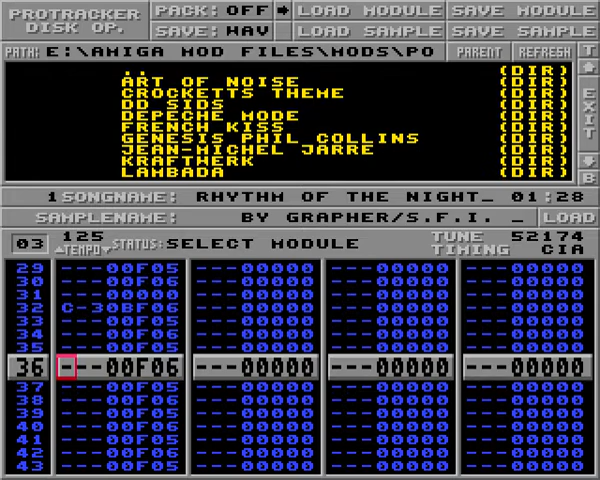 PROTRACKER DISK OP.
PACK: OFF LOAD MODULE SAVE MODULE
SAVE: WAV LOAD SAMPLE SAVE SAMPLE
PATH: E:\AMIGA MOD FILES\MODS\PO PARENT REFRESH T
.. (DIR)
ART OF NOISE (DIR)
CROCKETTS THEME (DIR)
DD SIDS (DIR)
DEPECHE MODE (DIR)
FRENCH KISS (DIR)
GENESIS PHIL COLLINS (DIR)
JEAN-MICHEL JARRE (DIR)
KRAFTWERK (DIR)
LAMBADA (DIR)
EXIT
B
1 SONGNAME: RHYTHM OF THE NIGHT_ 01:28
SAMPLENAME: BY GRAPHER/S.F.I. _ LOAD
03 125 TEMPO STATUS: SELECT MODULE TUNE 52174
TIMING CIA
29 ---00F05 ---00000 ---00000 ---00000
30 ---00F06 ---00000 ---00000 ---00000
31 ---00000 ---00000 ---00000 ---00000
32 C-30BF06 ---00000 ---00000 ---00000
33 ---00F05 ---00000 ---00000 ---00000
34 ---00F06 ---00000 ---00000 ---00000
35 ---00F05 ---00000 ---00000 ---00000
36 ---00F06 ---00000 ---00000 ---00000
37 ---00F05 ---00000 ---00000 ---00000
38 ---00F06 ---00000 ---00000 ---00000
39 ---00F05 ---00000 ---00000 ---00000
40 ---00F06 ---00000 ---00000 ---00000
41 ---00F05 ---00000 ---00000 ---00000
42 ---00F06 ---00000 ---00000 ---00000
43 ---00F05 ---00000 ---00000 ---00000